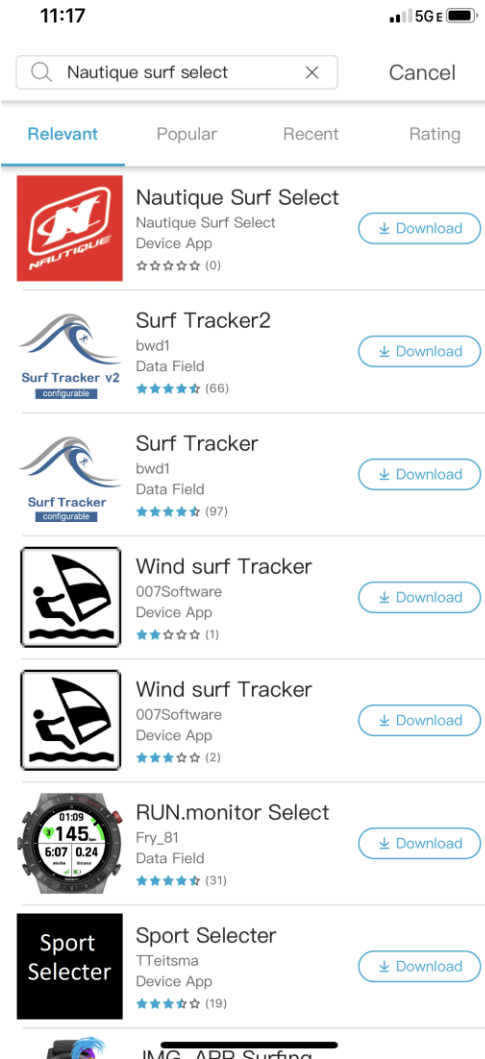 11:17
5G E
Nautique surf select
Cancel
Relevant
Popular
Recent
Rating
NAUTIQUE
Nautique Surf Select
Nautique Surf Select
Device App
(0)
Download
Surf Tracker v2
configurable
Surf Tracker2
bwd1
Data Field
(66)
Download
Surf Tracker
configurable
Surf Tracker
bwd1
Data Field
(97)
Download
Wind surf Tracker
007Software
Device App
(1)
Download
Wind surf Tracker
007Software
Device App
(2)
Download
01:09
3
145
6:07
0.24
Distance
RUN.monitor Select
Fry_81
Data Field
(31)
Download
Sport
Selecter
Sport Selecter
TTeitsma
Device App
(19)
Download
JMG_APP Surfing